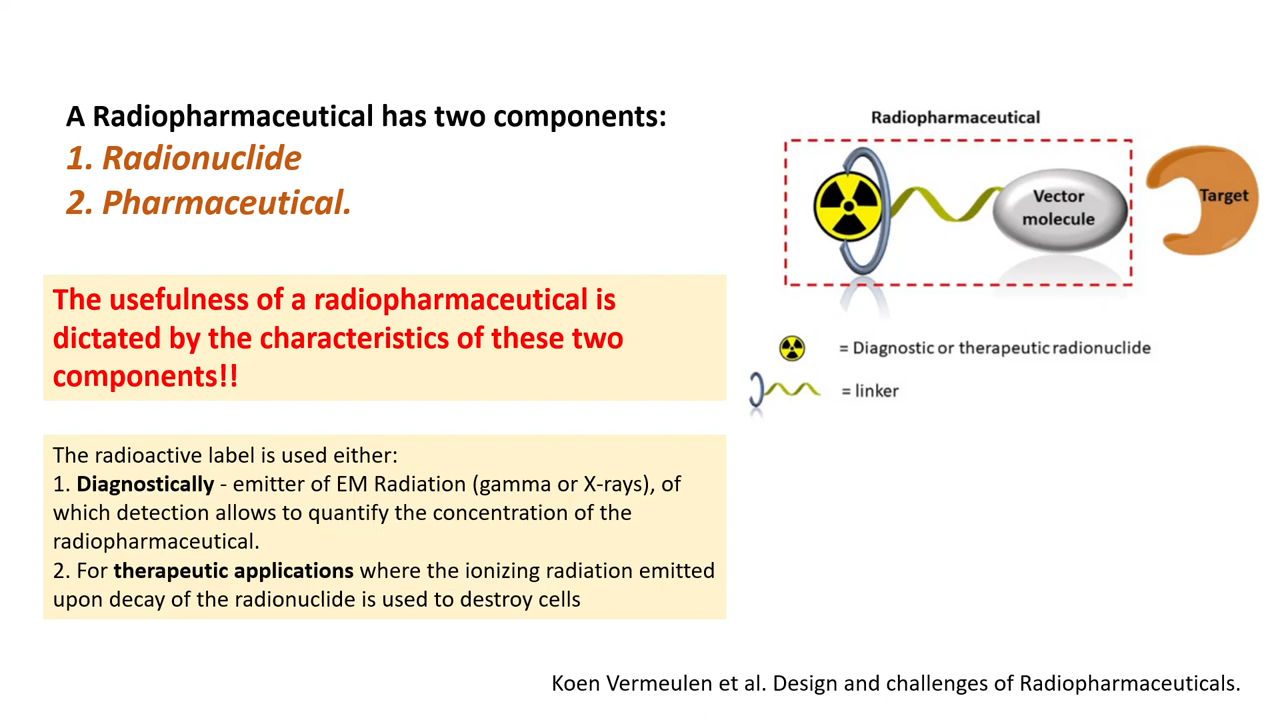 A Radiopharmaceutical has two components:
1. Radionuclide
2. Pharmaceutical.
The usefulness of a radiopharmaceutical is
dictated by the characteristics of these two
components!!
The radioactive label is used either:
1. Diagnostically - emitter of EM Radiation (gamma or X-rays), of
which detection allows to quantify the concentration of the
radiopharmaceutical.
2. For therapeutic applications where the ionizing radiation emitted
upon decay of the radionuclide is used to destroy cells
Radiopharmaceutical
Vector
molecule
Target
= Diagnostic or therapeutic radionuclide
= linker
Koen Vermeulen et al. Design and challenges of Radiopharmaceuticals.